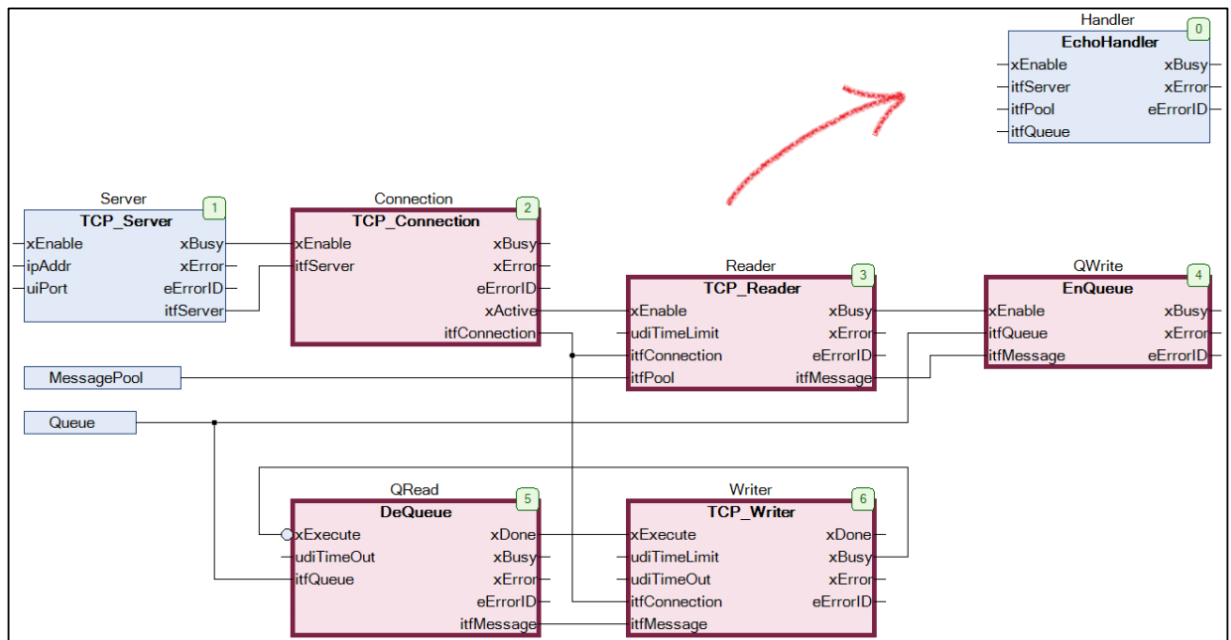 Handler
0
EchoHandler
xEnable xBusy
itfServer xError
itfPool eErrorID
itfQueue
Server
1
TCP_Server
xEnable xBusy
ipAddr xError
uiPort eErrorID
itfServer
Connection
2
TCP_Connection
xEnable xBusy
itfServer xError
eErrorID
xActive
itfConnection
Reader
3
TCP_Reader
xEnable xBusy
udiTimeLimit xError
itfConnection eErrorID
itfPool itfMessage
QWrite
4
EnQueue
xEnable xBusy
itfQueue xError
itfMessage eErrorID
MessagePool
Queue
QRead
5
DeQueue
xExecute xDone
udiTimeOut xBusy
itfQueue xError
eErrorID
itfMessage
Writer
6
TCP_Writer
xExecute xDone
udiTimeLimit xBusy
udiTimeOut xError
itfConnection eErrorID
itfMessage